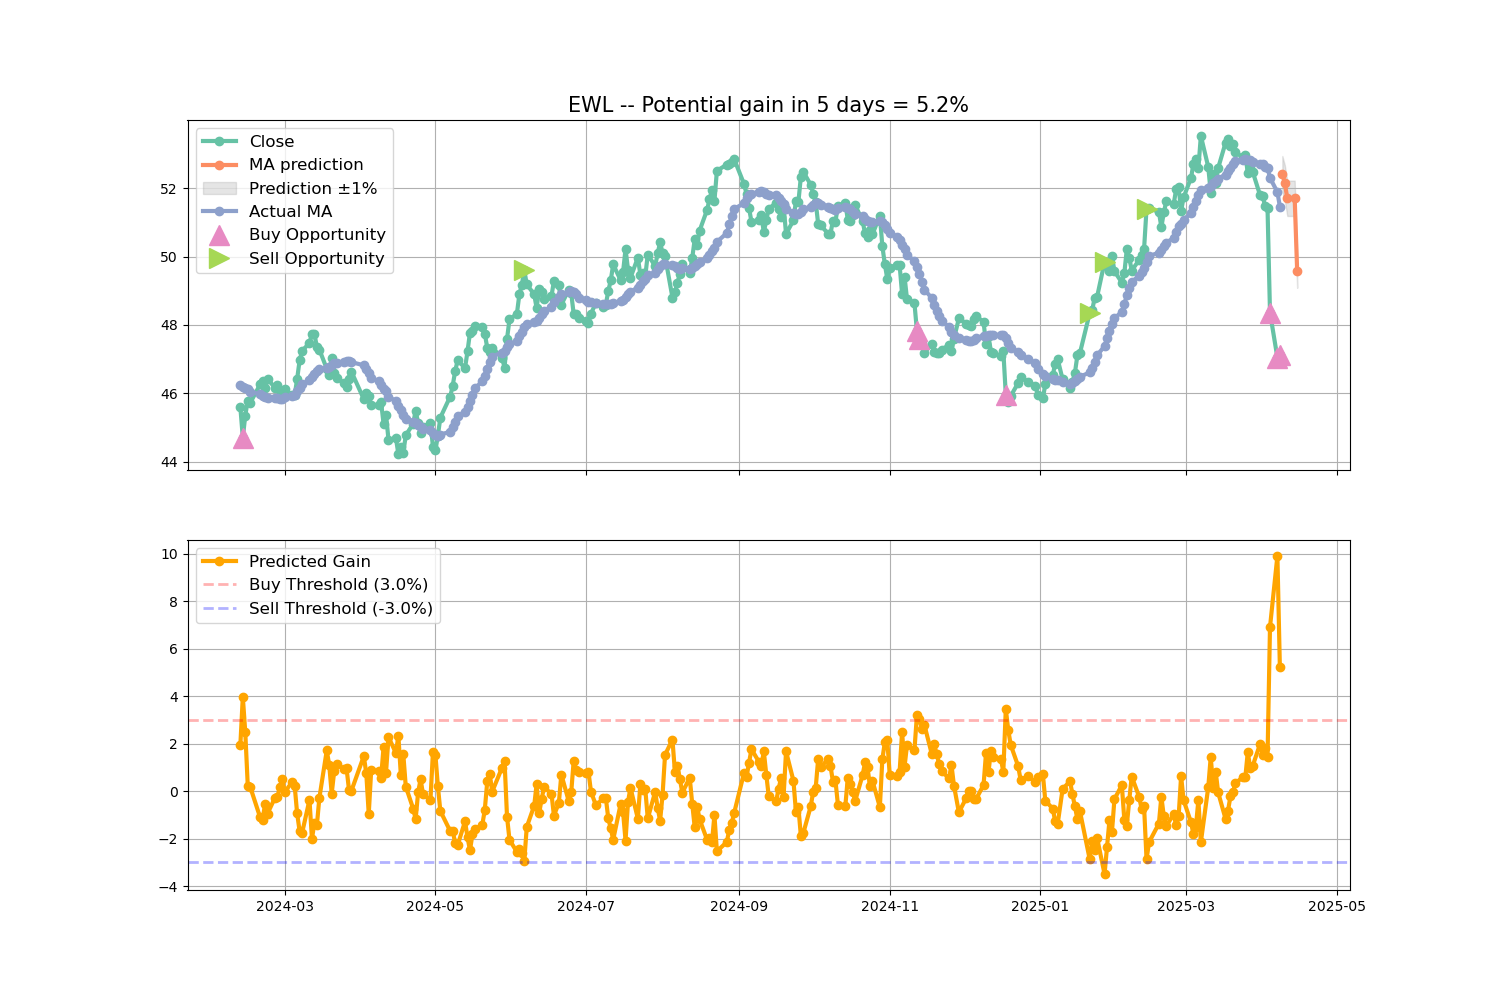 EWL -- Potential gain in 5 days = 5.2%
Close
MA prediction
Prediction ±1%
Actual MA
Buy Opportunity
Sell Opportunity
52
50
48
46
44
Predicted Gain
Buy Threshold (3.0%)
Sell Threshold (-3.0%)
10
8
6
4
2
0
−2
−4
2024-03 2024-05 2024-07 2024-09 2024-11 2025-01 2025-03 2025-05